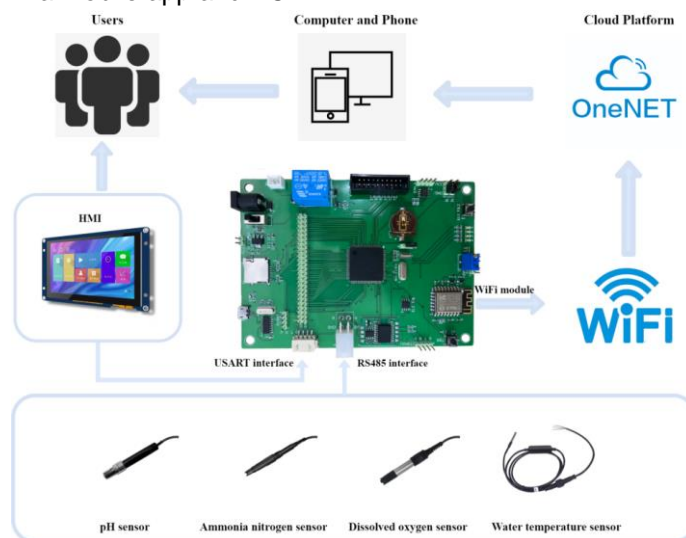 Users
Computer and Phone
Cloud Platform
OneNET
HMI
WiFi module
WiFi
USART interface
RS485 interface
pH sensor
Ammonia nitrogen sensor
Dissolved oxygen sensor
Water temperature sensor